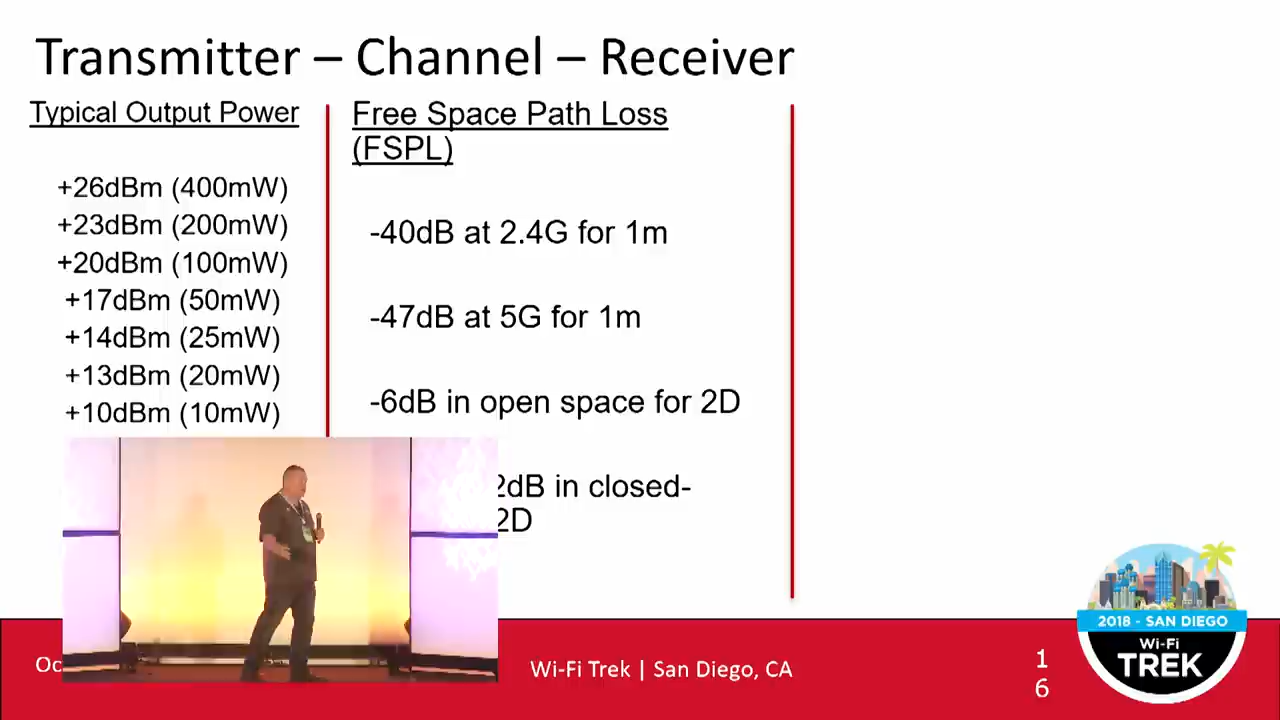 Transmitter – Channel – Receiver
Typical Output Power
+26dBm (400mW)
+23dBm (200mW)
+20dBm (100mW)
+17dBm (50mW)
+14dBm (25mW)
+13dBm (20mW)
+10dBm (10mW)
Free Space Path Loss
(FSPL)
-40dB at 2.4G for 1m
-47dB at 5G for 1m
-6dB in open space for 2D
2dB in closed-
2D
Wi-Fi Trek | San Diego, CA
1
6
2018 - SAN DIEGO
Wi-Fi
TREK